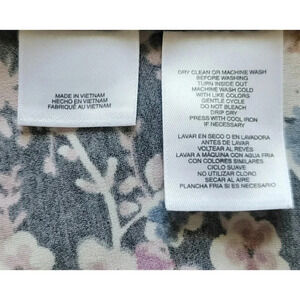 MADE IN VIETNAM
HECHO EN VIETNAM
FABRIQUÉ AU VIETNAM
DRY CLEAN OR MACHINE WASH
BEFORE WASHING
TURN INSIDE OUT
MACHINE WASH COLD
WITH LIKE COLORS
GENTLE CYCLE
DO NOT BLEACH
DRIP DRY
PRESS WITH COOL IRON
IF NECESSARY
LAVAR EN SECO O EN LAVADORA
ANTES DE LAVAR
VOLTEAR AL REVÉS
LAVAR A MÁQUINA CON AGUA FRIA
CON COLORES SIMILARES
CICLO SUAVE
NO UTILIZAR CLORO
SECAR AL AIRE
PLANCHA FRIA SI ES NECESARIO